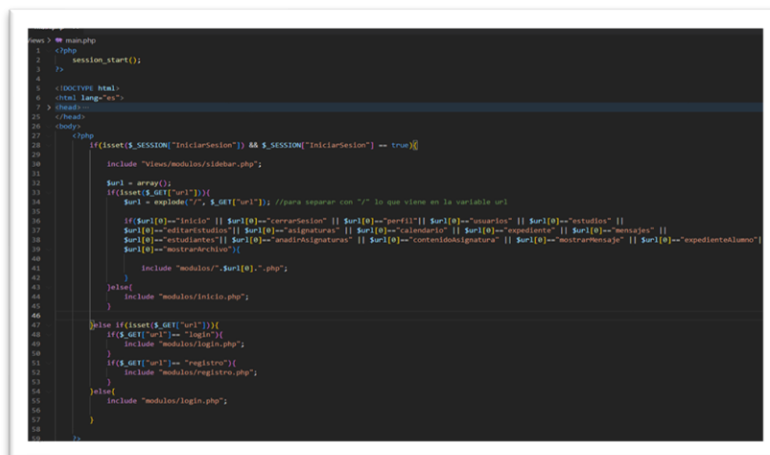 Views > main.php
1 <?php
2 session_start();
3 ?>
4
5 <!DOCTYPE html>
6 <html lang="es">
7 > <head>
25 </head>
26 <body>
27 <?php
28 if(isset($_SESSION["IniciarSesion"]) && $_SESSION["IniciarSesion"] == true){
29
30 include "Views/modulos/sidebar.php";
31
32 $url = array();
33 if(isset($_GET["url"])){
34 $url = explode("/", $_GET["url"]); //para separar con "/" lo que viene en la variable url
35
36 if($url[0]=="inicio" || $url[0]=="cerrarSesion" || $url[0]=="perfil"|| $url[0]=="usuarios" || $url[0]=="estudios" ||
37 $url[0]=="editarEstudios"|| $url[0]=="asignaturas" || $url[0]=="calendario" || $url[0]=="expediente" || $url[0]=="mensajes" ||
38 $url[0]=="estudiantes"|| $url[0]=="anadirAsignaturas" || $url[0]=="contenidoAsignatura" || $url[0]=="mostrarMensaje" || $url[0]=="expedienteAlumno"||
39 $url[0]=="mostrarArchivo"){
40
41 include "modulos/".$url[0].".php";
42 }
43 }else{
44 include "modulos/inicio.php";
45 }
46
47 }else if(isset($_GET["url"])){
48 if($_GET["url"]== "login"){
49 include "modulos/login.php";
50 }
51 if($_GET["url"]== "registro"){
52 include "modulos/registro.php";
53 }
54 }else{
55 include "modulos/login.php";
56
57 }
58
59 ?>